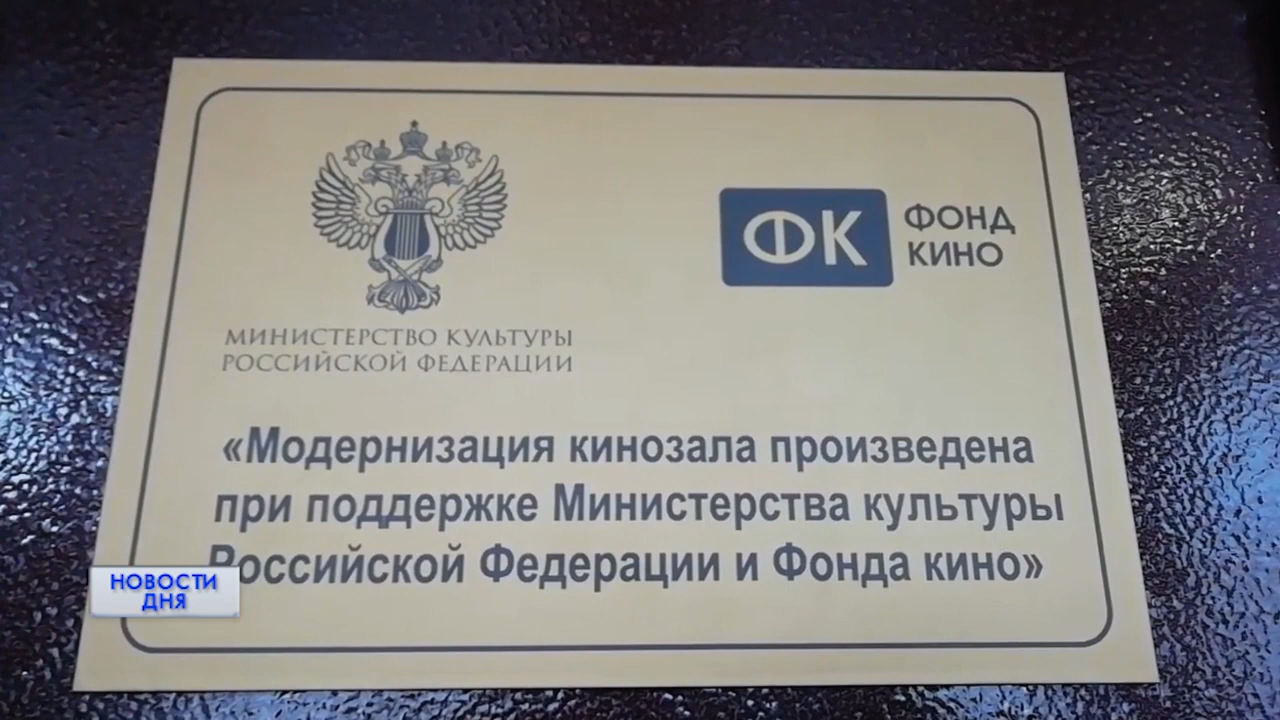 ФК
ФОНД
КИНО
МИНИСТЕРСТВО КУЛЬТУРЫ
РОССИЙСКОЙ ФЕДЕРАЦИИ
«Модернизация кинозала произведена
при поддержке Министерства культуры
Российской Федерации и Фонда кино»
НОВОСТИ
ДНЯ